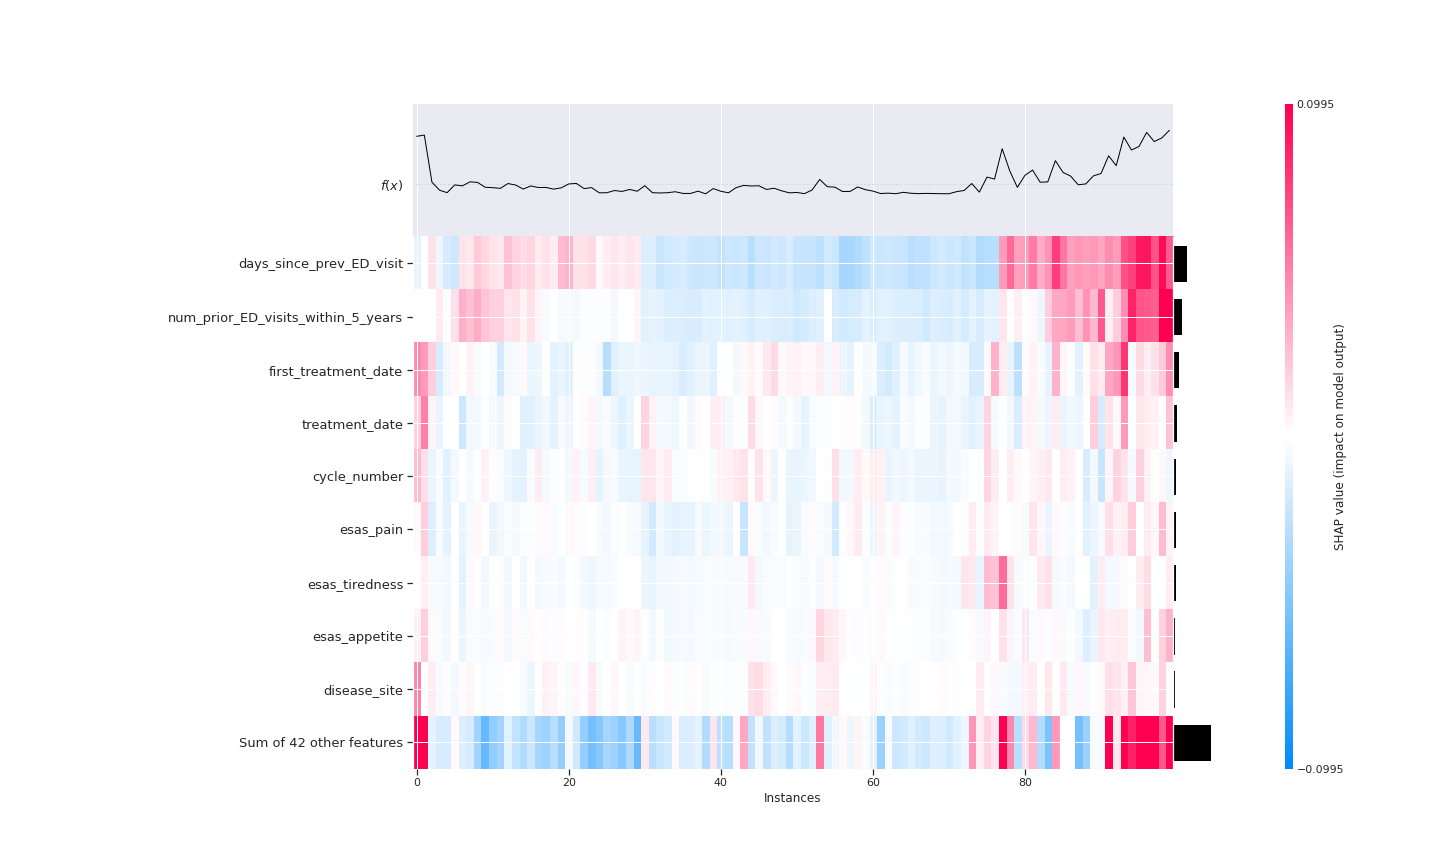 0.0995
f(x)
days_since_prev_ED_visit
num_prior_ED_visits_within_5_years
first_treatment_date
treatment_date
cycle_number
esas_pain
esas_tiredness
esas_appetite
disease_site
Sum of 42 other features
0 20 40 60 80
Instances
SHAP value (impact on model output)
−0.0995